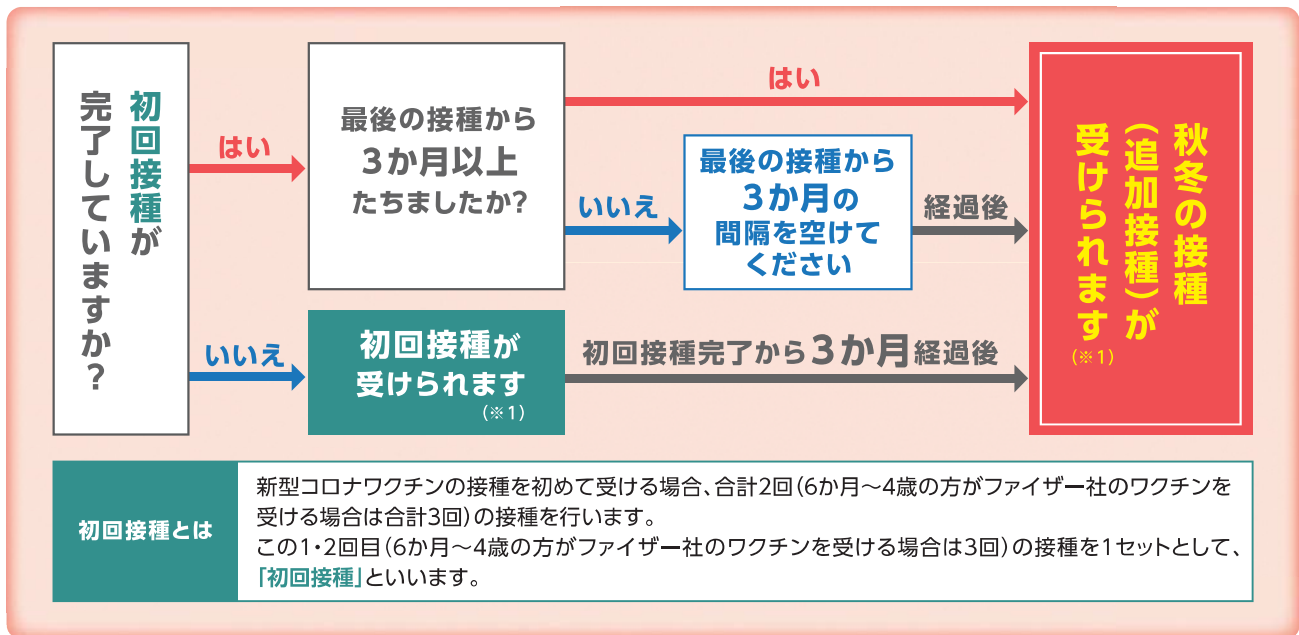 初回接種が
完了していますか？
はい
最後の接種から
３か月以上
たちましたか？
はい
いいえ
最後の接種から
３か月の
間隔を空けて
ください
経過後
いいえ
初回接種が
受けられます
（※１）
初回接種完了から３か月経過後
秋冬の接種
（追加接種）が
受けられます
（※１）
初回接種とは
新型コロナワクチンの接種を初めて受ける場合、合計2回（6か月～4歳の方がファイザー社のワクチンを
受ける場合は合計3回）の接種を行います。
この1・2回目（6か月～4歳の方がファイザー社のワクチンを受ける場合は3回）の接種を1セットとして、
「初回接種」といいます。